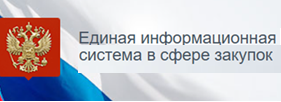 Единая информационная
система в сфере закупок